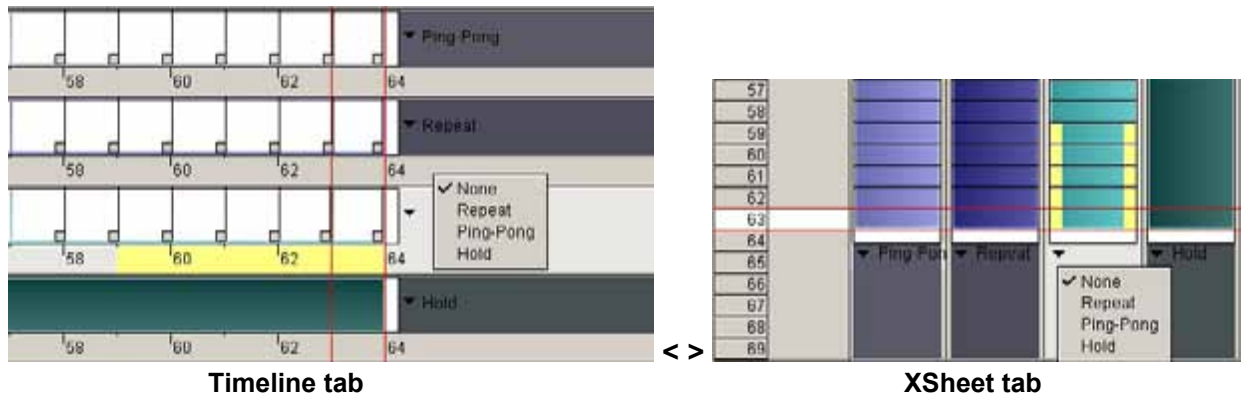 Ping-Pong
58 60 62 64
Repeat
58 60 62 64
✔ None
Repeat
Ping-Pong
Hold
58 60 62 64
Hold
58 60 62 64
Timeline tab
< >
57
58
59
60
61
62
63
64
65
66
67
68
69
Ping Pon
Repeat
Hold
✔ None
Repeat
Ping-Pong
Hold
XSheet tab